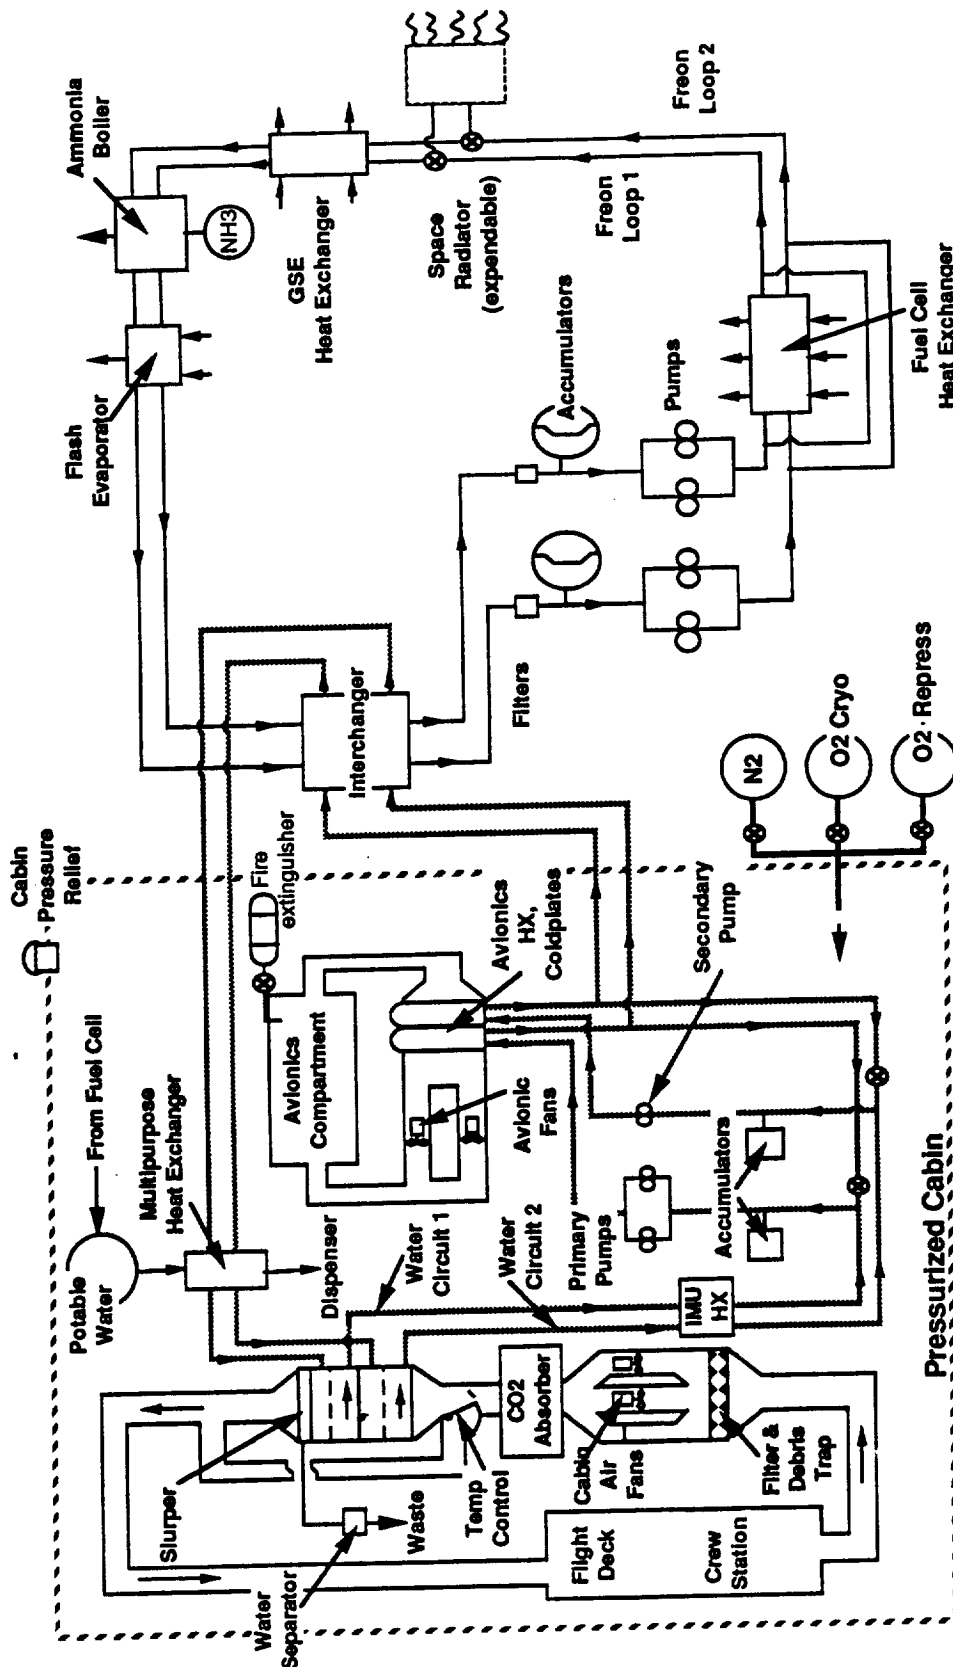 Cabin
Pressure
Relief
Ammonia
Boiler
NH3
Flash
Evaporator
GSE
Heat Exchanger
Space
Radiator
(expendable)
Freon
Loop 2
Freon
Loop 1
Accumulators
Pumps
Fuel Cell
Heat Exchanger
Filters
Interchanger
Fire
extinguisher
N2
O2 Cryo
O2 Repress
From Fuel Cell
Potable
Water
Multipurpose
Heat Exchanger
Dispenser
Avionics
Compartment
Avionics
HX,
Coldplates
Avionic
Fans
Secondary
Pump
Primary
Pumps
Accumulators
Water
Circuit 1
Water
Circuit 2
IMU
HX
Slurper
Waste
Water
Separator
Temp
Control
CO2
Absorber
Cabin
Air
Fans
Filter &
Debris
Trap
Flight
Deck
Crew
Station
Pressurized Cabin